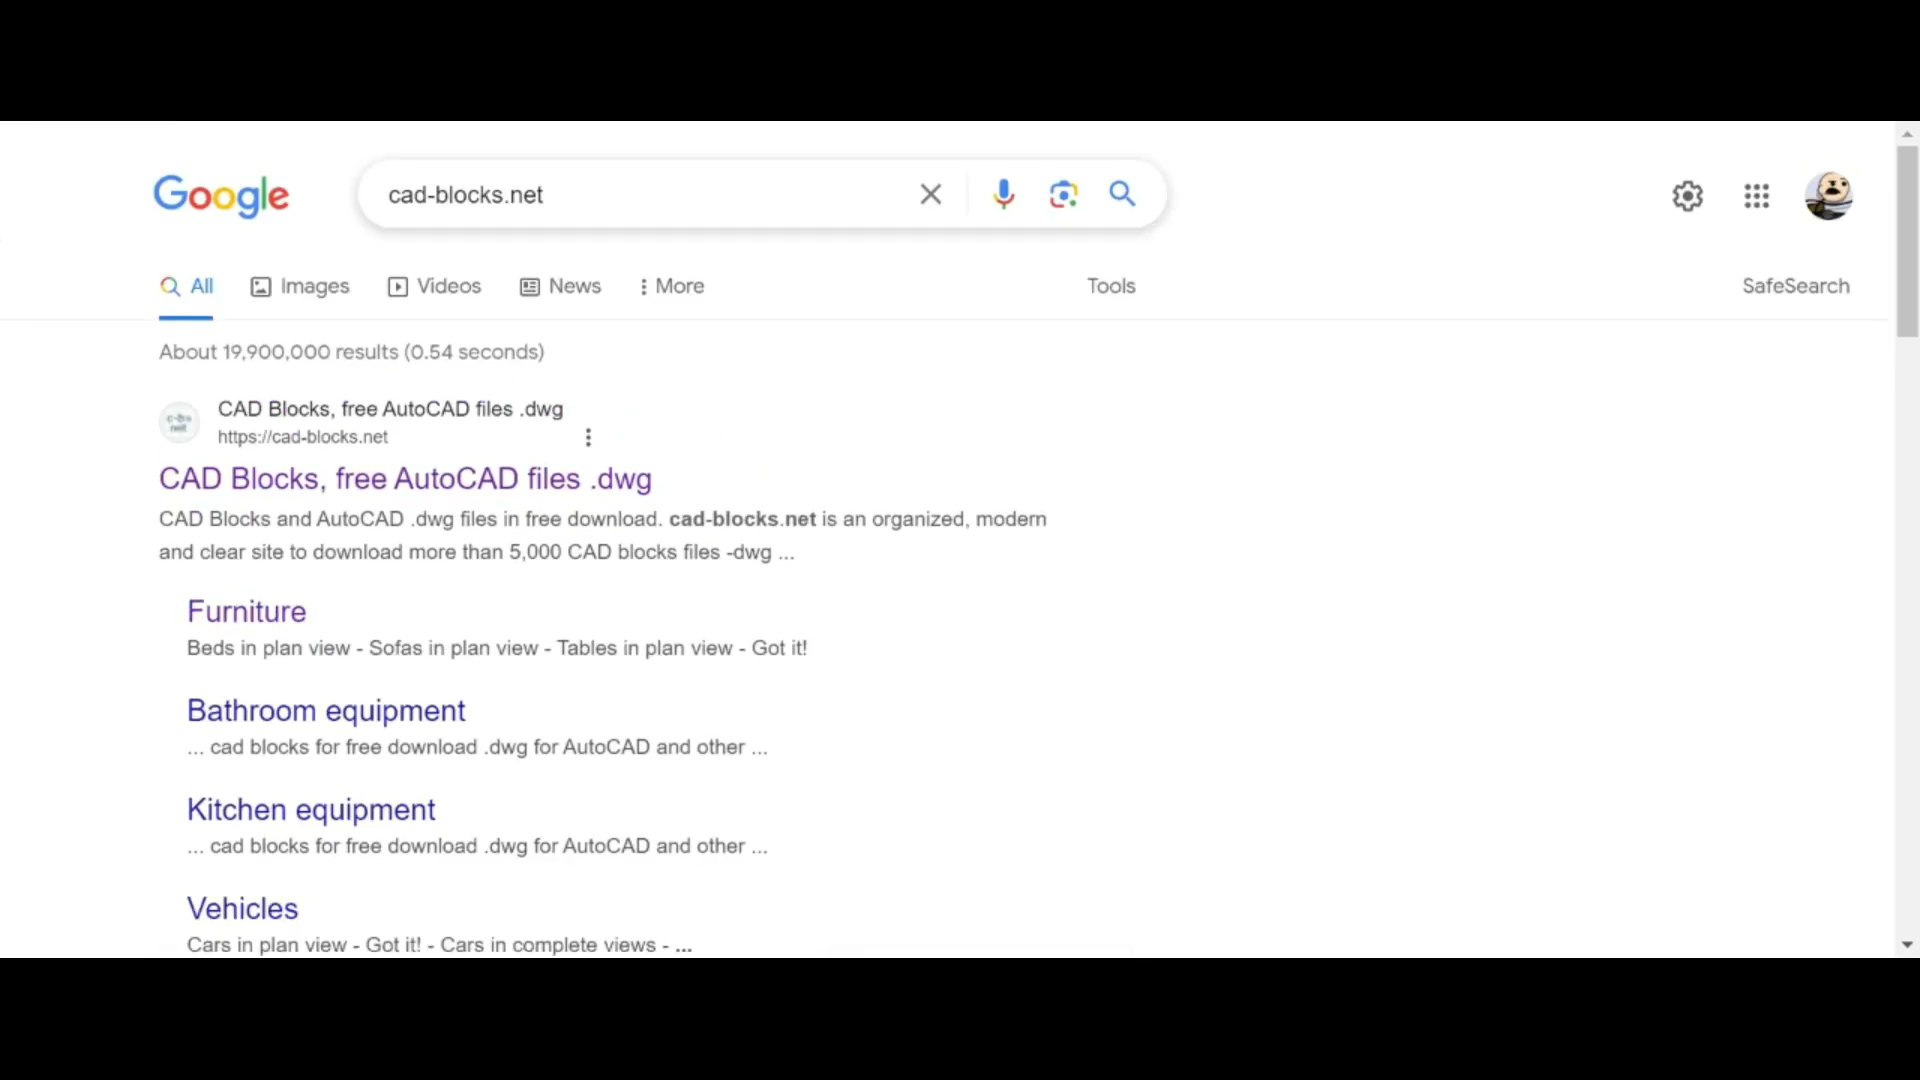 Google
cad-blocks.net
All
Images
Videos
News
More
Tools
SafeSearch
About 19,900,000 results (0.54 seconds)
CAD Blocks, free AutoCAD files .dwg
https://cad-blocks.net
CAD Blocks, free AutoCAD files .dwg
CAD Blocks and AutoCAD .dwg files in free download. cad-blocks.net is an organized, modern
and clear site to download more than 5,000 CAD blocks files -dwg ...
Furniture
Beds in plan view - Sofas in plan view - Tables in plan view - Got it!
Bathroom equipment
... cad blocks for free download .dwg for AutoCAD and other ...
Kitchen equipment
... cad blocks for free download .dwg for AutoCAD and other ...
Vehicles
Cars in plan view - Got it! - Cars in complete views - ...